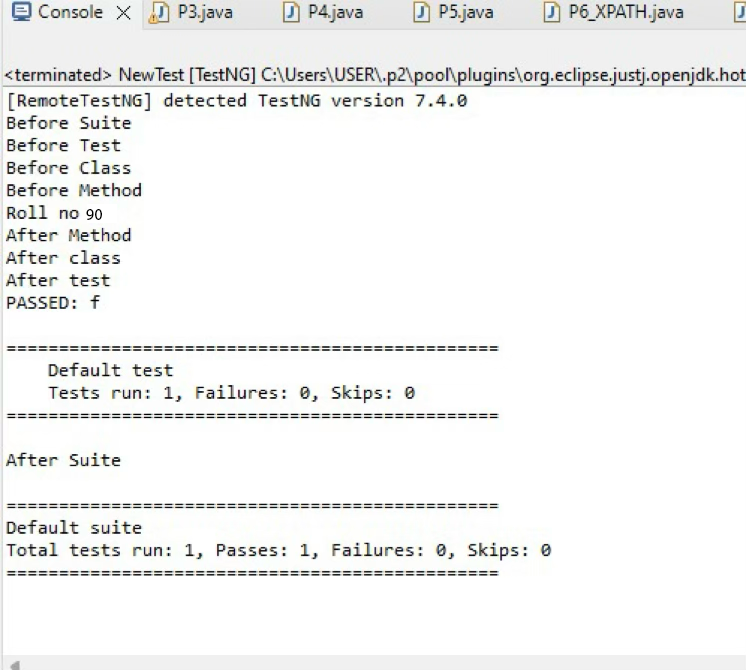 Console P3.java P4.java P5.java P6_XPATH.java
<terminated> NewTest [TestNG] C:\Users\USER\.p2\pool\plugins\org.eclipse.justj.openjdk.hot
[RemoteTestNG] detected TestNG version 7.4.0
Before Suite
Before Test
Before Class
Before Method
Roll no 90
After Method
After class
After test
PASSED: f
===============================================
    Default test
    Tests run: 1, Failures: 0, Skips: 0
===============================================
After Suite
===============================================
Default suite
Total tests run: 1, Passes: 1, Failures: 0, Skips: 0
===============================================